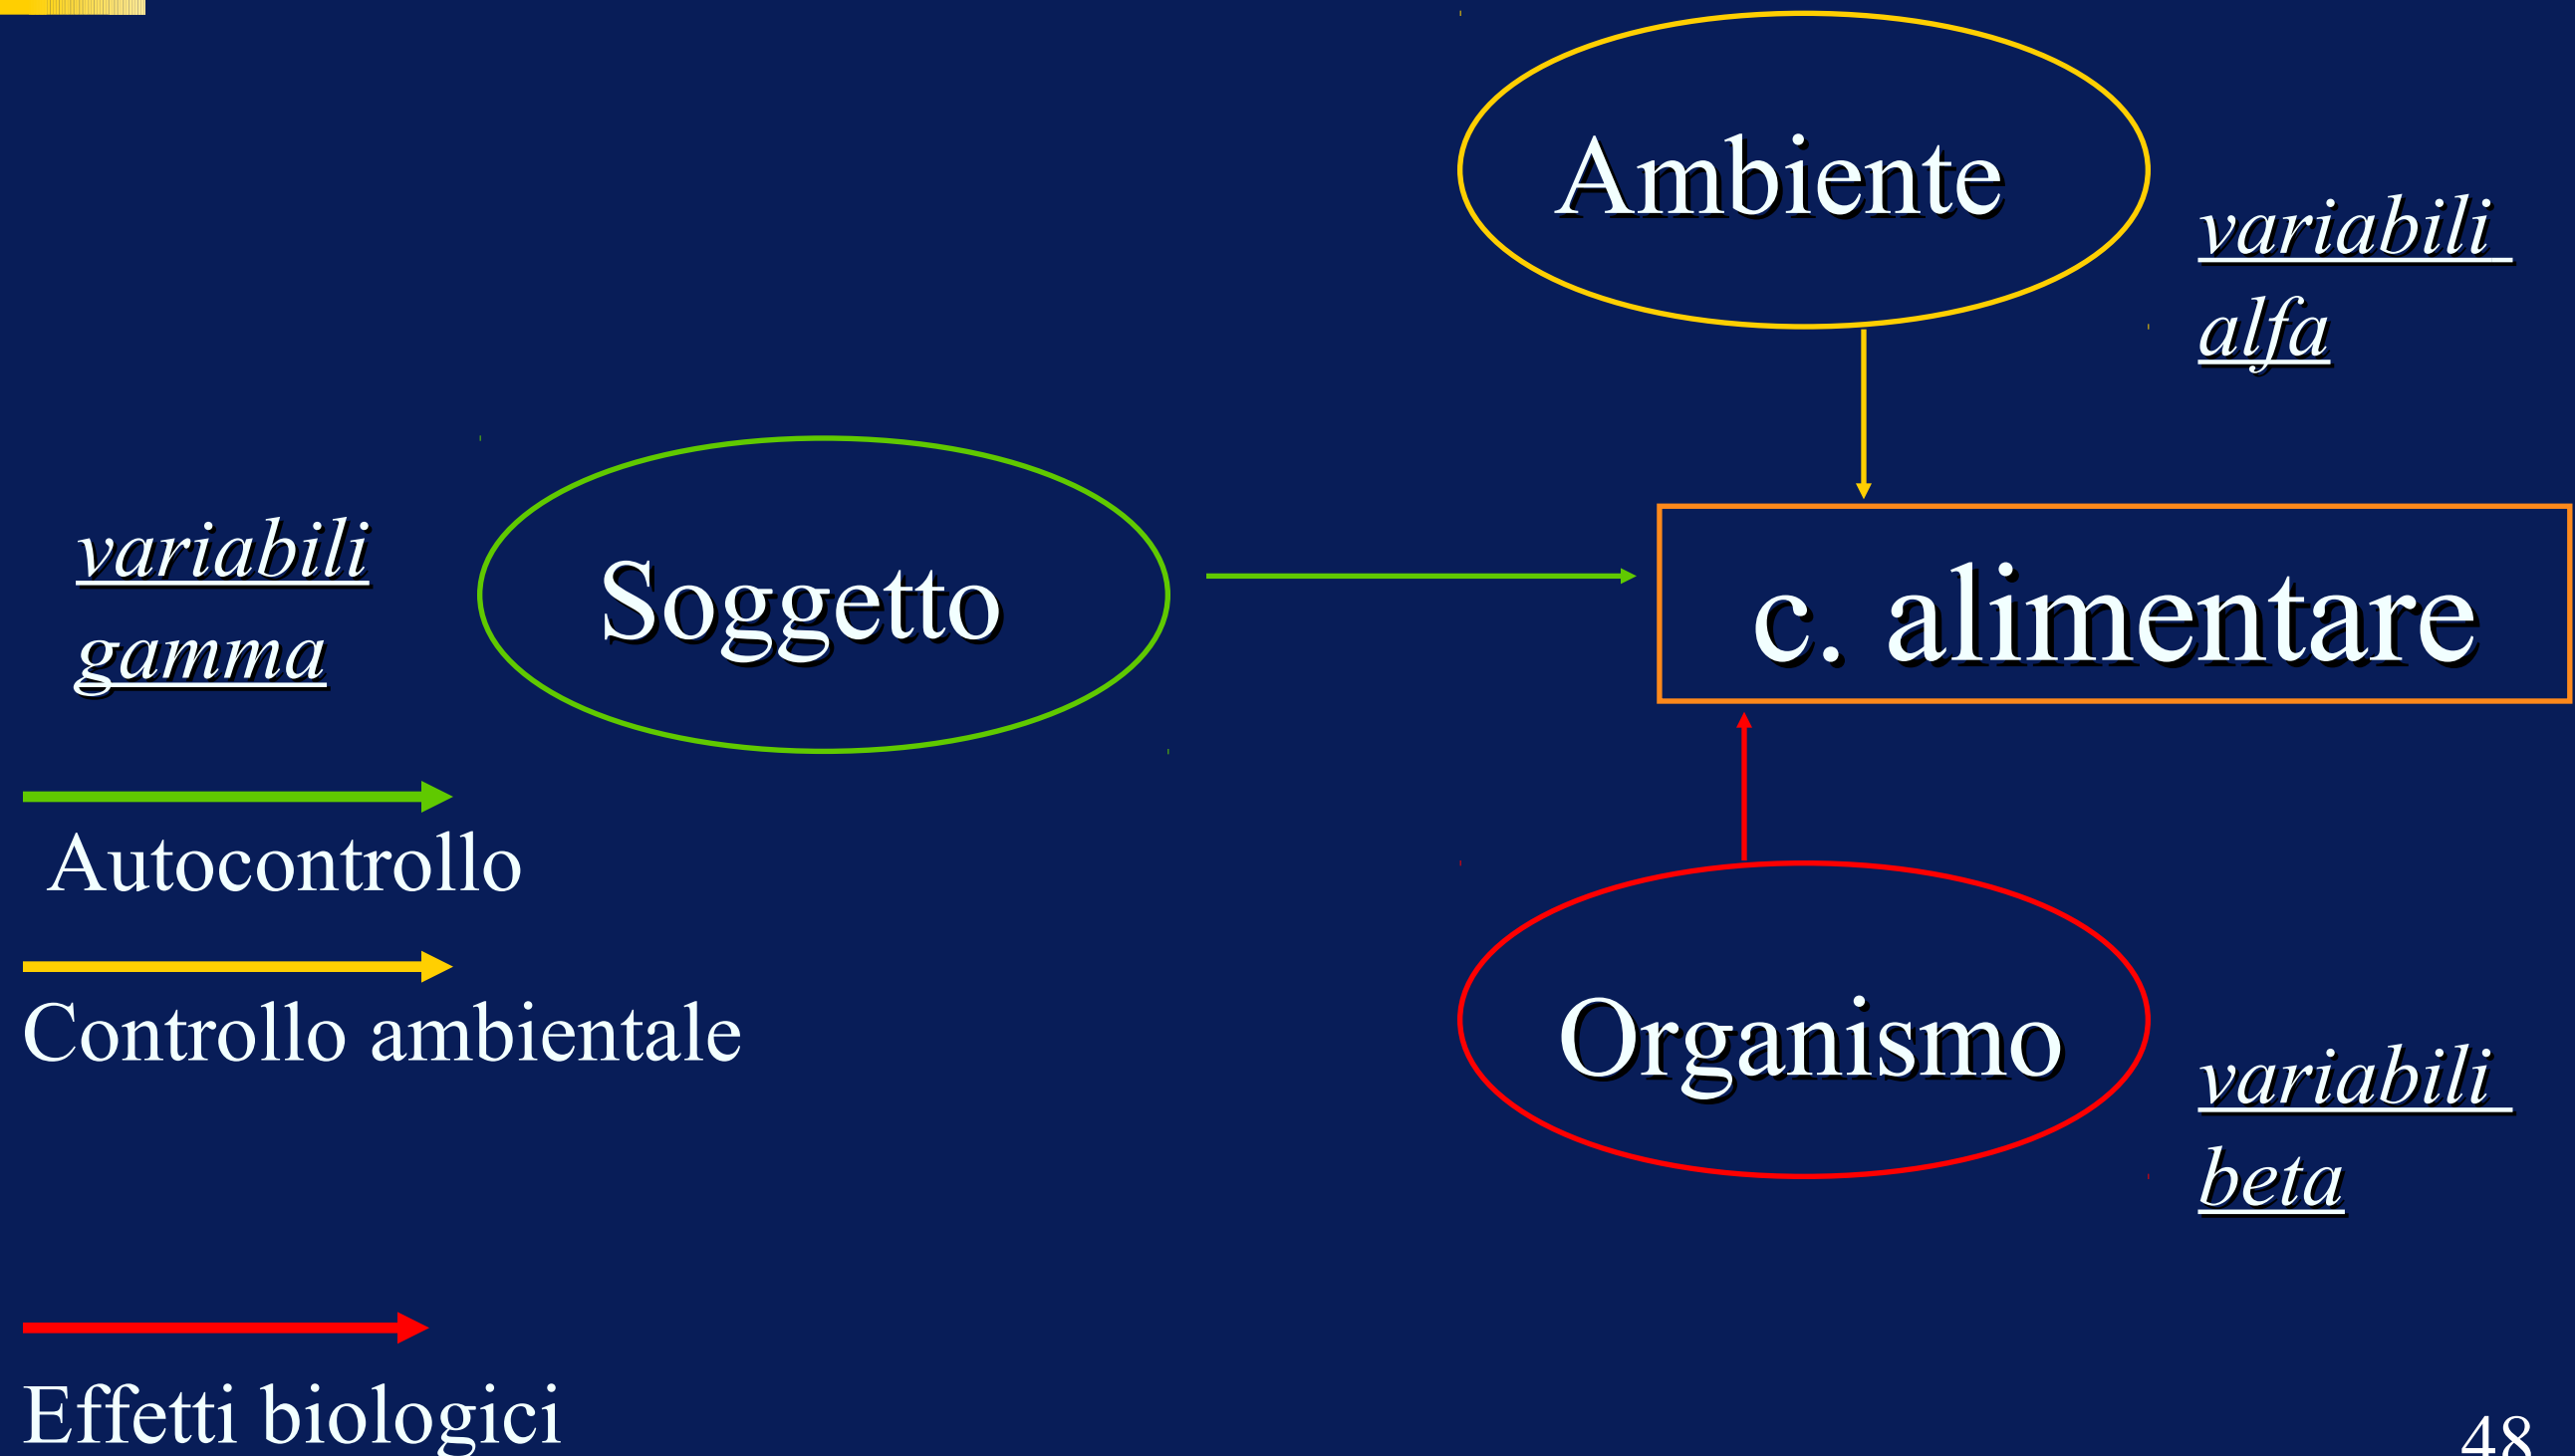 Ambiente
variabili
alfa
variabili
gamma
Soggetto
c. alimentare
Autocontrollo
Controllo ambientale
Organismo
variabili
beta
Effetti biologici
48